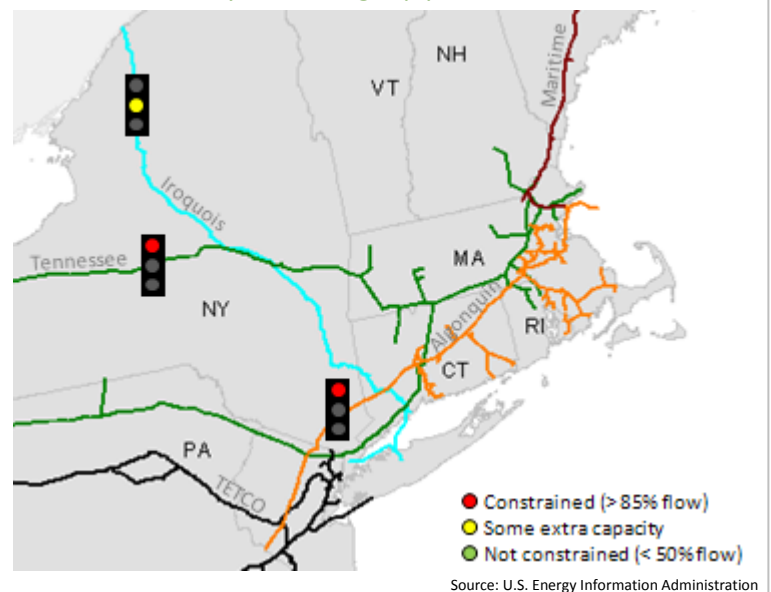 NH
Maritime
VT
Iroquois
Tennessee
MA
NY
Algonquin
RI
CT
PA
TETCO
Constrained (>85% flow)
Some extra capacity
Not constrained (< 50% flow)
Source: U.S. Energy Information Administration